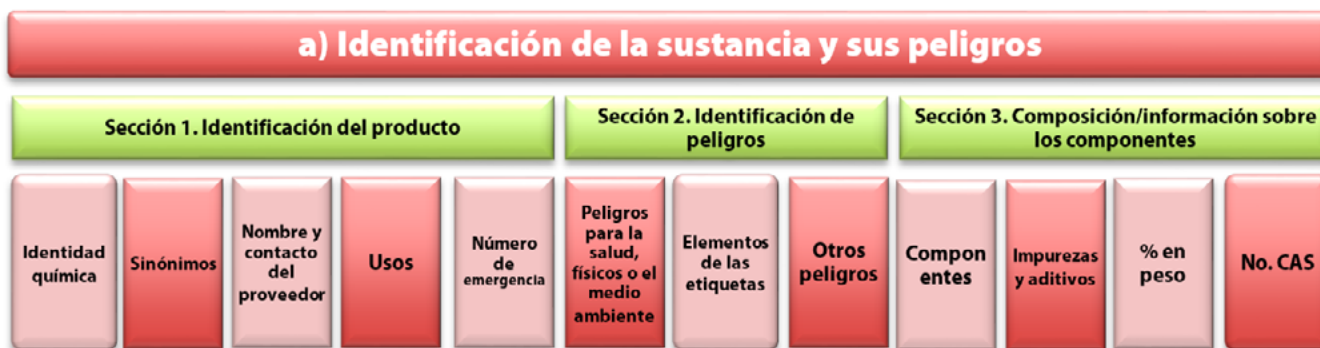 a) Identificación de la sustancia y sus peligros
Sección 1. Identificación del producto
Sección 2. Identificación de
peligros
Sección 3. Composición/información sobre
los componentes
Identidad
química
Sinónimos
Nombre y
contacto
del
proveedor
Usos
Número
de
emergencia
Peligros
para la
salud,
físicos o el
medio
ambiente
Elementos
de las
etiquetas
Otros
peligros
Compon
entes
Impurezas
y aditivos
% en
peso
No. CAS